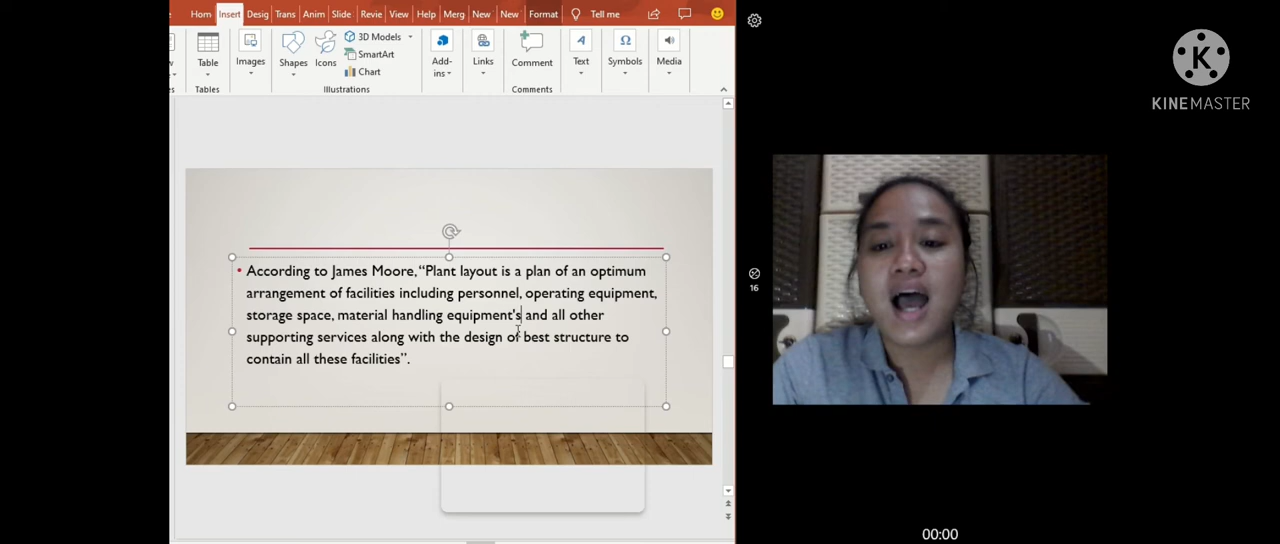 Hom Insert Desig Trans Anim Slide Revie View Help Merg New New Format Tell me
3D Models
SmartArt
Chart
Table
Images
Shapes
Icons
Add-
ins
Links
Comment
Text
Symbols
Media
Tables
Illustrations
Comments
• According to James Moore, “Plant layout is a plan of an optimum
arrangement of facilities including personnel, operating equipment,
storage space, material handling equipment's and all other
supporting services along with the design of best structure to
contain all these facilities”.
K
KINEMASTER
16
00:00